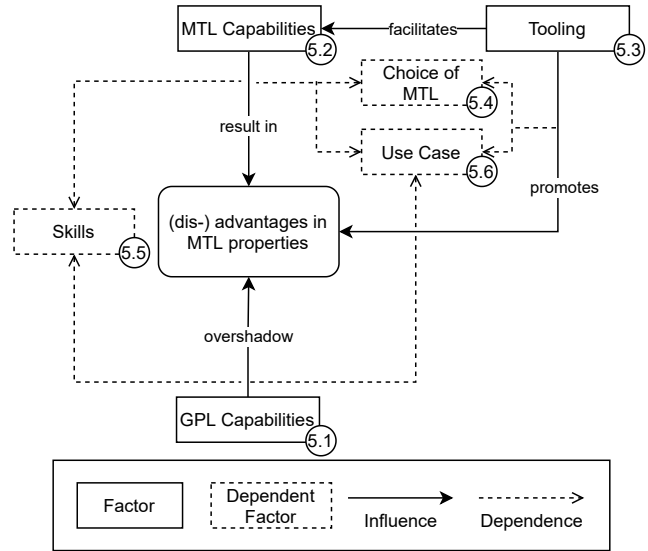 MTL Capabilities
5.2
facilitates
Tooling
5.3
Choice of
MTL
5.4
result in
Use Case
5.6
promotes
(dis-) advantages in
MTL properties
Skills
5.5
overshadow
GPL Capabilities
5.1
Factor
Dependent
Factor
Influence
Dependence